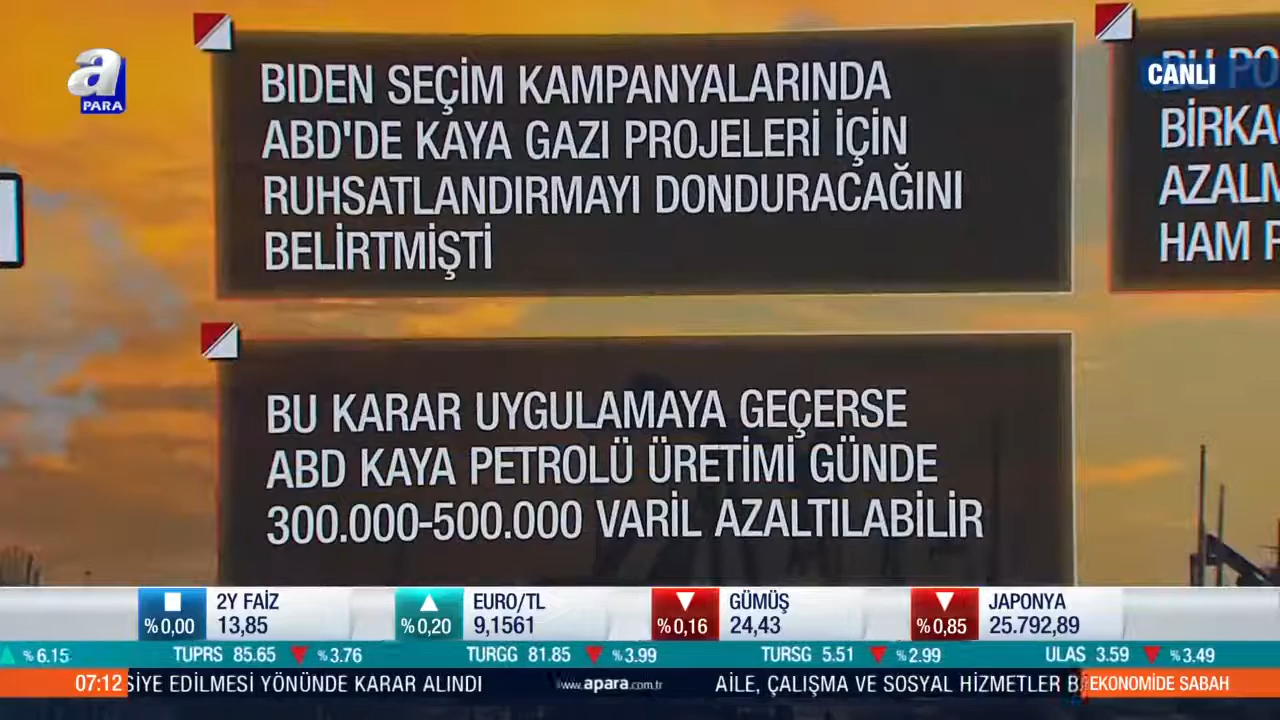 a
PARA
CANLI
BIDEN SEÇİM KAMPANYALARINDA
ABD'DE KAYA GAZI PROJELERİ İÇİN
RUHSATLANDIRMAYI DONDURACAĞINI
BELİRTMİŞTİ
BU PO
BİRKA
AZALM
HAM P
BU KARAR UYGULAMAYA GEÇERSE
ABD KAYA PETROLÜ ÜRETİMİ GÜNDE
300.000-500.000 VARİL AZALTILABİLİR
%0,00 2Y FAİZ 13,85
%0,20 EURO/TL 9,1561
%0,16 GÜMÜŞ 24,43
%0,85 JAPONYA 25.792,89
%6.15 TUPRS 85.65 %3.76 TURGG 81.85 %3.99 TURSG 5.51 %2.99 ULAS 3.59 %3.49
07:12 SİYE EDİLMESİ YÖNÜNDE KARAR ALINDI www.apara.com.tr AİLE, ÇALIŞMA VE SOSYAL HİZMETLER EKONOMİDE SABAH